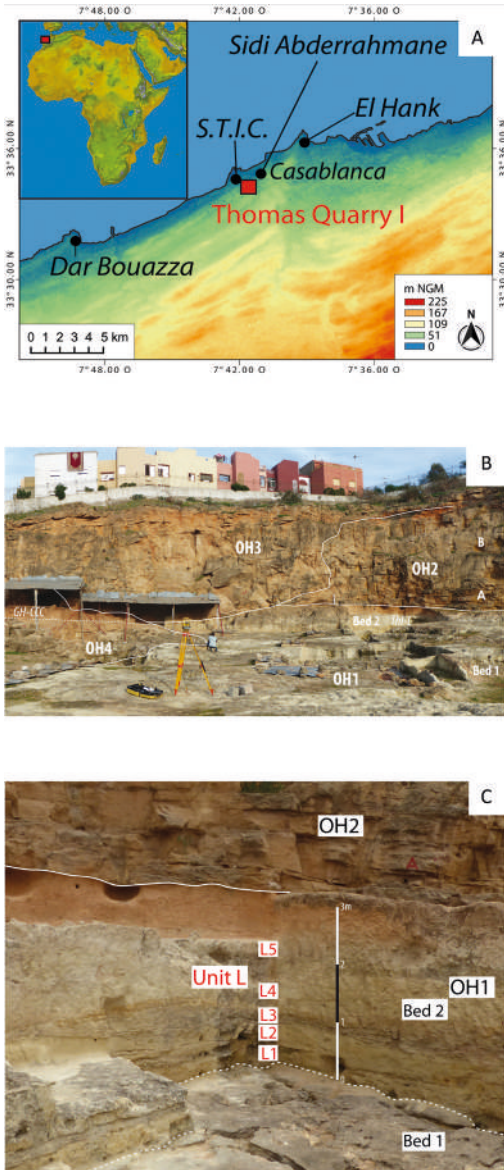 7°48.00 O 7°42.00 O 7°36.00 O
A
Sidi Abderrahmane
El Hank
S.T.I.C.
Casablanca
Thomas Quarry I
Dar Bouazza
33°36.00 N
33°30.00 N
m NGM
225
167
109
51
0
N
0 1 2 3 4 5 km
7°48.00 O 7°42.00 O 7°36.00 O
B
OH3
B
OH2
A
GH-CCC
Bed 2
OH4
Bed 1
OH1
C
OH2
A
3m
L5
2
Unit L
L4
OH1
L3
Bed 2
1
L2
L1
Bed 1